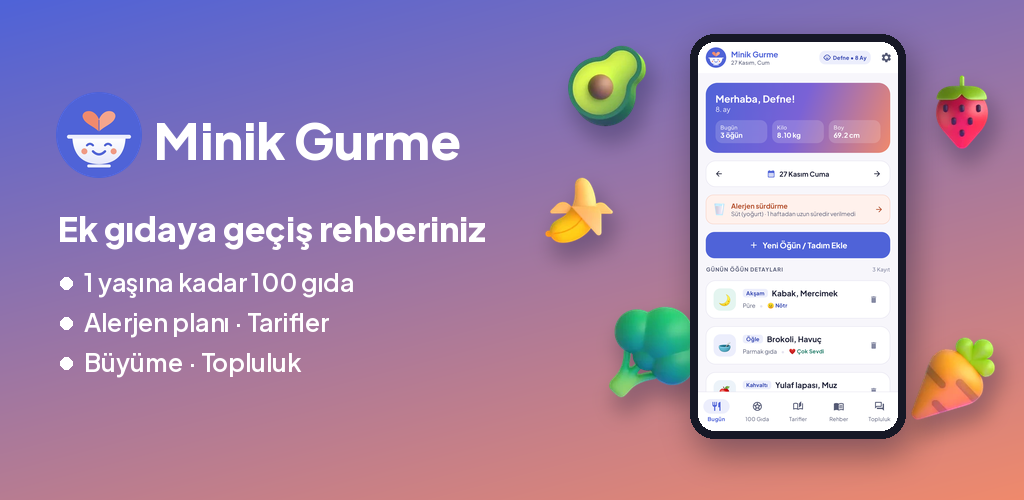 Minik Gurme
Ek gıdaya geçiş rehberiniz
1 yaşına kadar 100 gıda
Alerjen planı · Tarifler
Büyüme · Topluluk
Minik Gurme
27 Kasım, Cum
Defne • 8 Ay
Merhaba, Defne!
8. ay
Bugün
3 öğün
Kilo
8.10 kg
Boy
69.2 cm
27 Kasım Cuma
Alerjen sürdürme
Süt (yoğurt) · 1 haftadan uzun süredir verilmedi
+ Yeni Öğün / Tadım Ekle
GÜNÜN ÖĞÜN DETAYLARI
3 Kayıt
Akşam Kabak, Mercimek
Püre · Nötr
Öğle Brokoli, Havuç
Parmak gıda · Çok Sevdi
Kahvaltı Yulaf lapası, Muz
Bugün
100 Gıda
Tarifler
Rehber
Topluluk